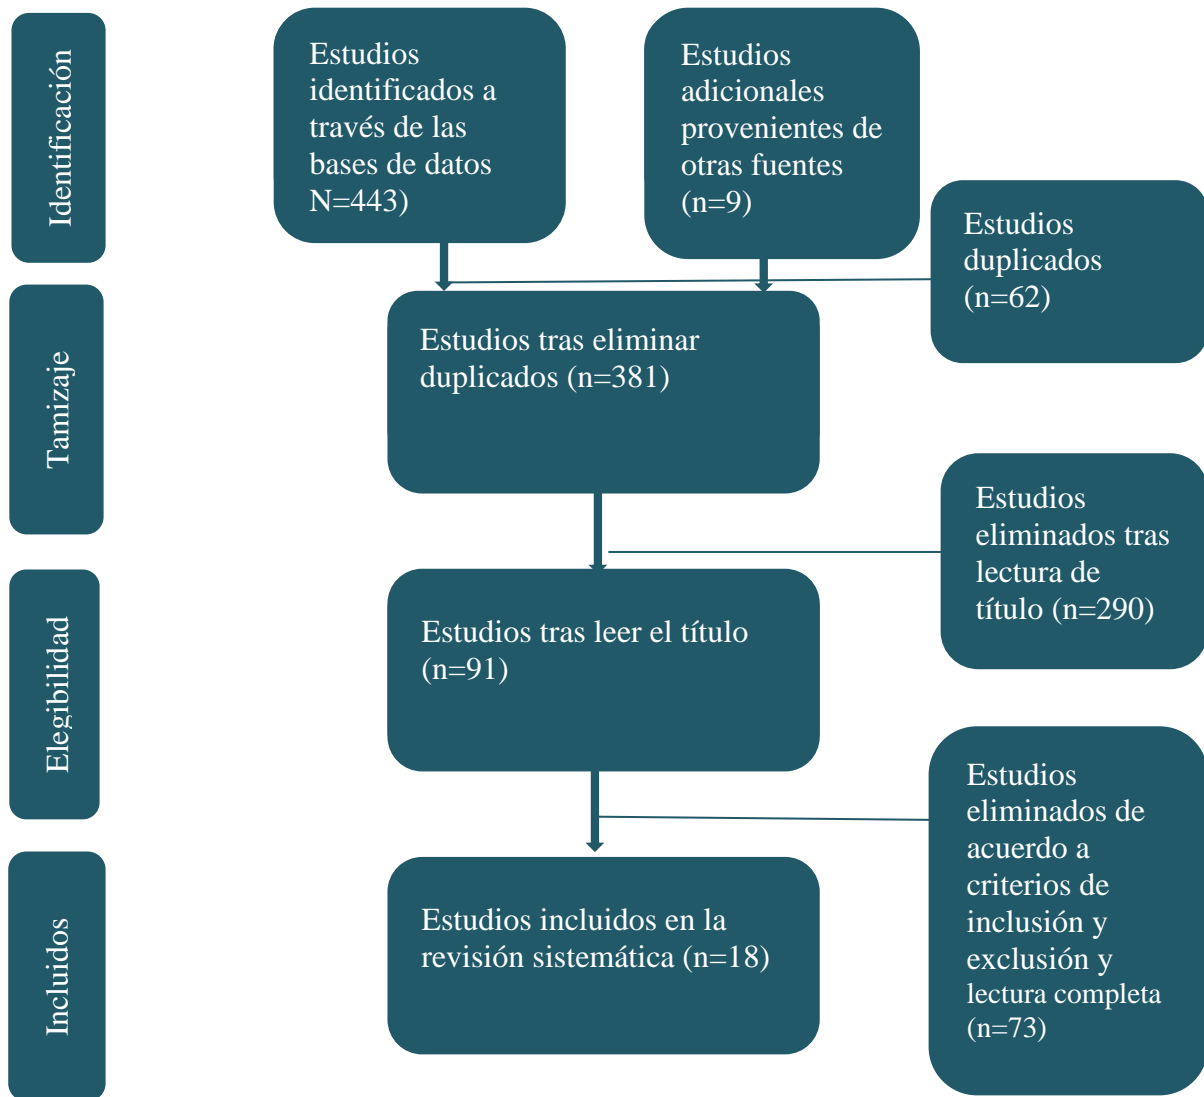 Identificación
Estudios
identificados a
través de las
bases de datos
N=443)
Estudios
adicionales
provenientes de
otras fuentes
(n=9)
Estudios
duplicados
(n=62)
Tamizaje
Estudios tras eliminar
duplicados (n=381)
Estudios
eliminados tras
lectura de
título (n=290)
Elegibilidad
Estudios tras leer el título
(n=91)
Estudios
eliminados de
acuerdo a
criterios de
inclusión y
exclusión y
lectura completa
(n=73)
Incluidos
Estudios incluidos en la
revisión sistemática (n=18)